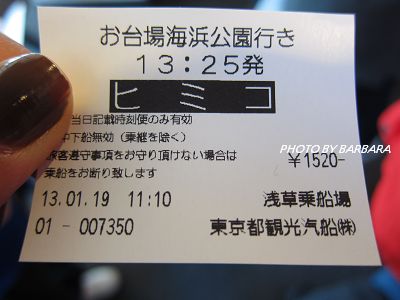 お台場海浜公園行き
13:25発
ヒミコ
当日記載時刻便のみ有効
中下船無効(乗継を除く)
旅客遵守事項をお守り頂けない場合は
乗船をお断り致します
¥1520-
PHOTO BY BARBARA
13.01.19 11:10 浅草乗船場
01-007350 東京都観光汽船㈱